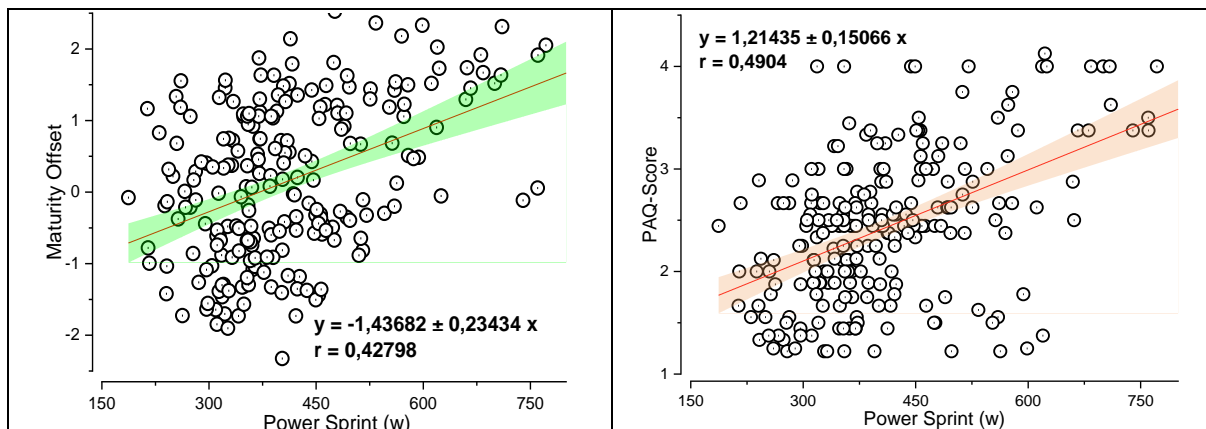 2
1
0
-1
-2
Maturity Offset
y = -1,43682 ± 0,23434 x
r = 0,42798
150 300 450 600 750
Power Sprint (w)
y = 1,21435 ± 0,15066 x
r = 0,4904
4
3
2
1
PAQ-Score
150 300 450 600 750
Power Sprint (w)